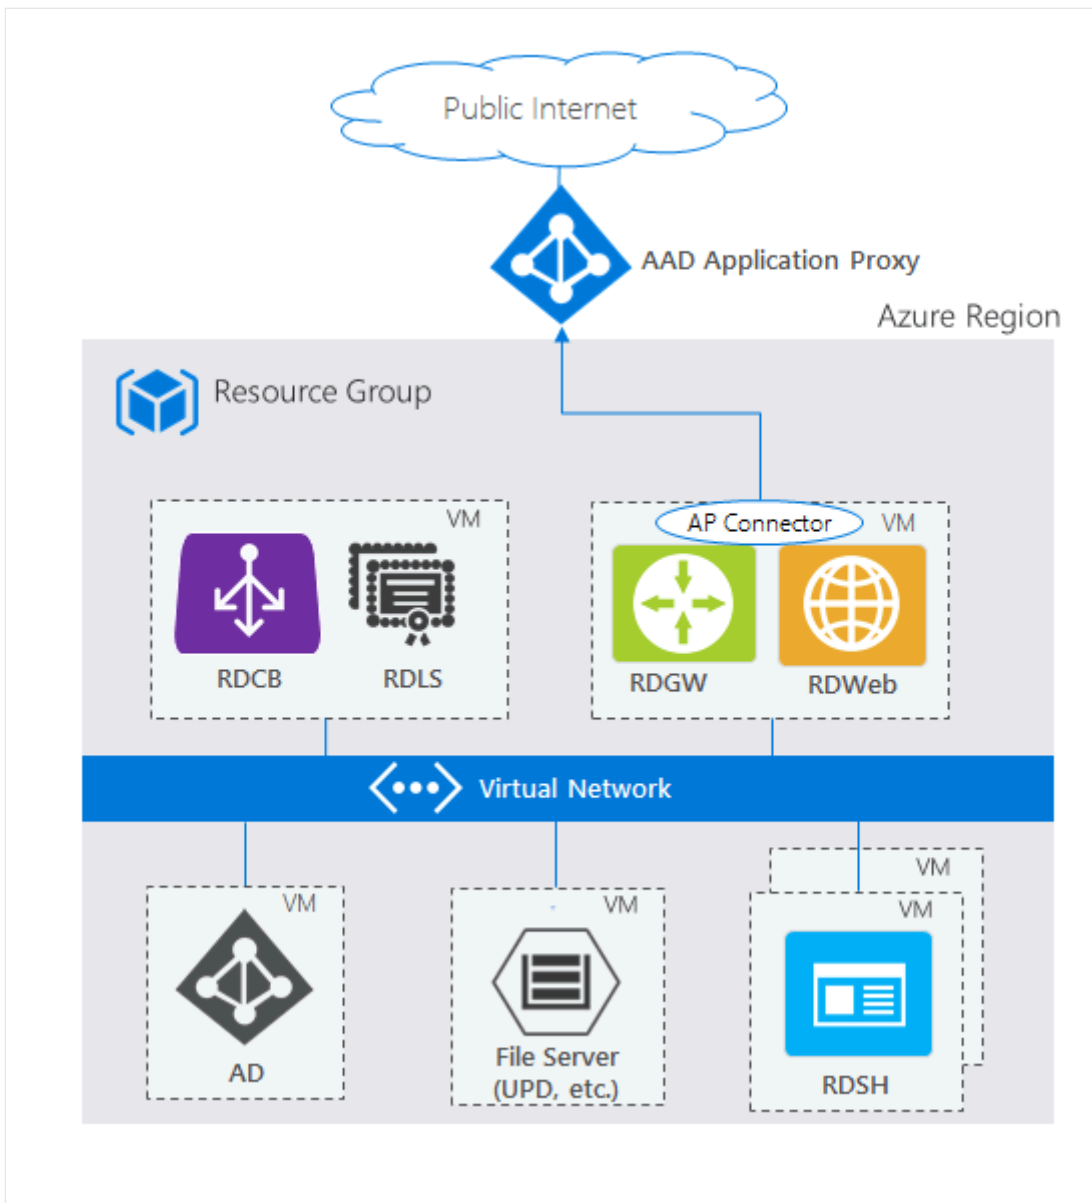 Public Internet
AAD Application Proxy
Azure Region
Resource Group
VM
RDCB
RDLS
AP Connector
VM
RDGW
RDWeb
Virtual Network
VM
AD
VM
File Server
(UPD, etc.)
VM
VM
RDSH